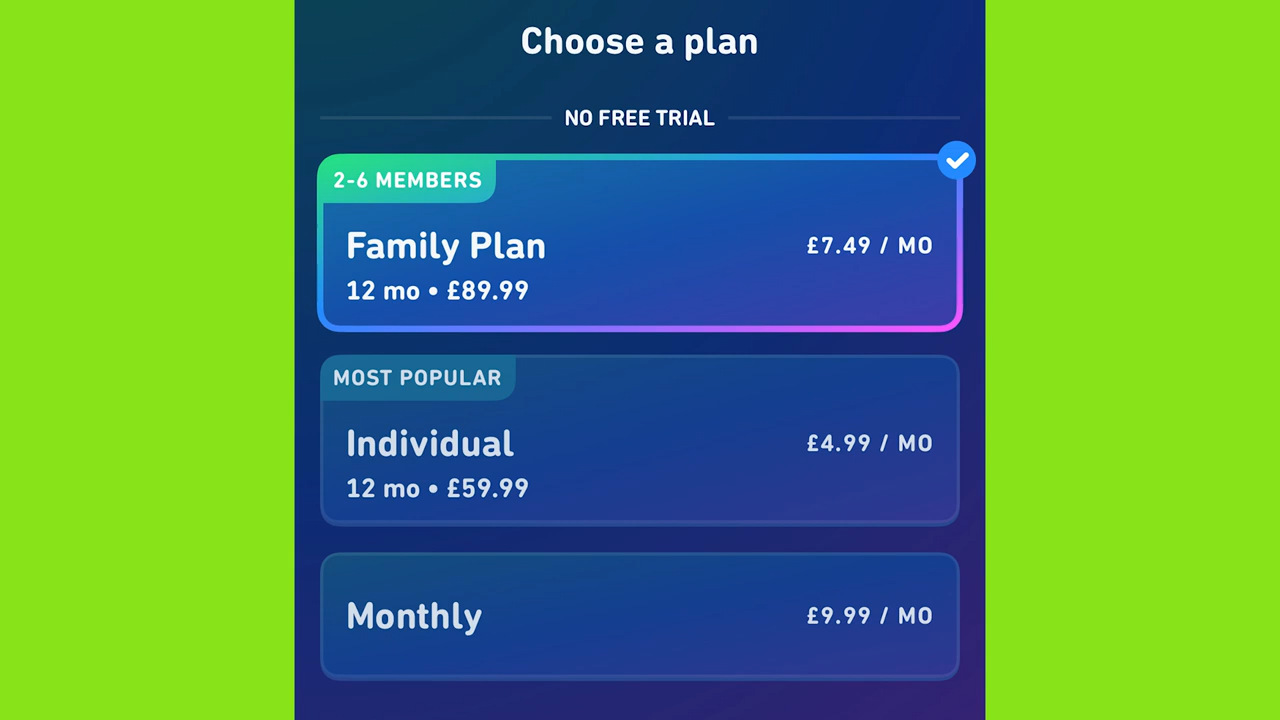 Choose a plan
NO FREE TRIAL
2-6 MEMBERS
Family Plan
£7.49 / MO
12 mo • £89.99
MOST POPULAR
Individual
£4.99 / MO
12 mo • £59.99
Monthly
£9.99 / MO